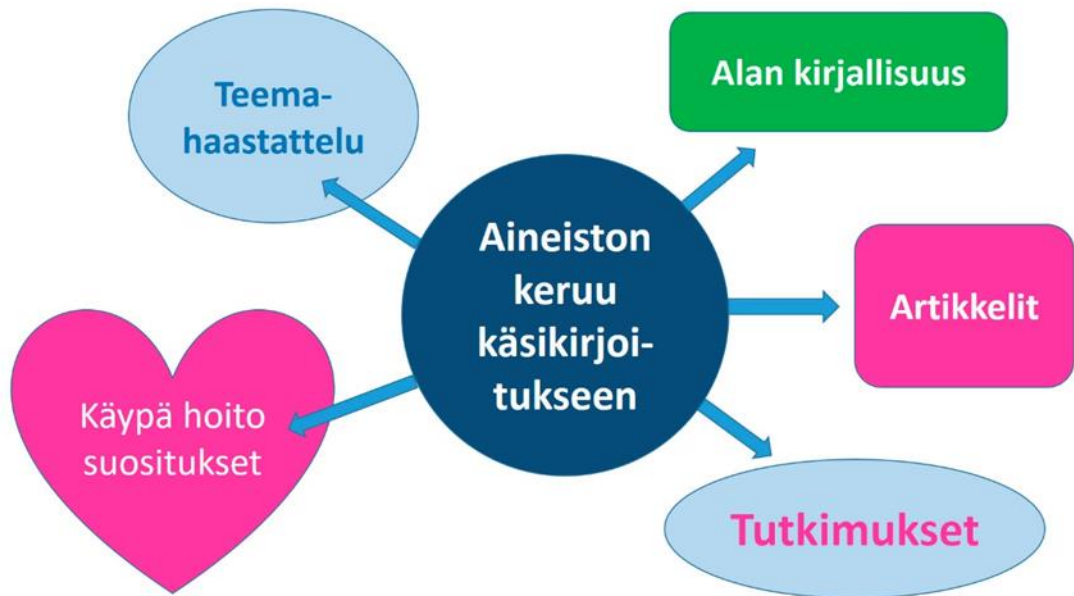 Teema-
haastattelu
Alan kirjallisuus
Aineiston
keruu
käsikirjoi-
tukseen
Artikkelit
Käypä hoito
suositukset
Tutkimukset